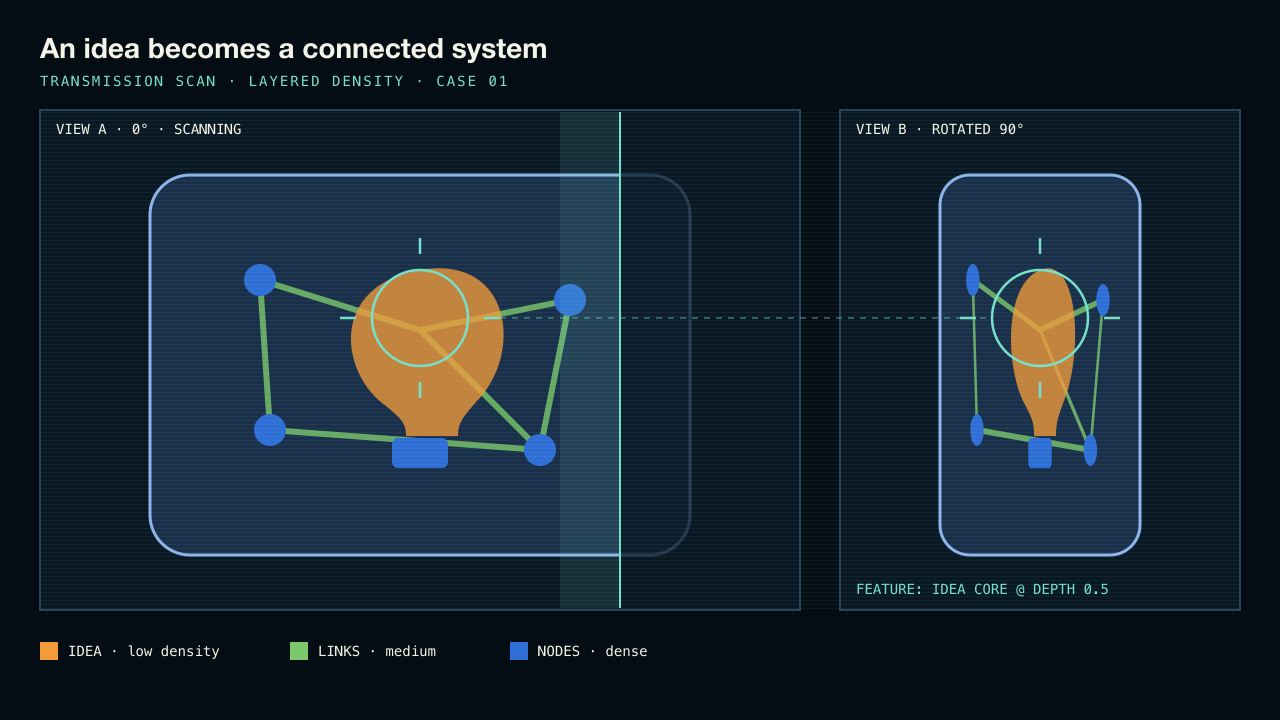 An idea becomes a connected system
TRANSMISSION SCAN · LAYERED DENSITY · CASE 01
VIEW A · 0° · SCANNING
VIEW B · ROTATED 90°
FEATURE: IDEA CORE @ DEPTH 0.5
IDEA · low density
LINKS · medium
NODES · dense